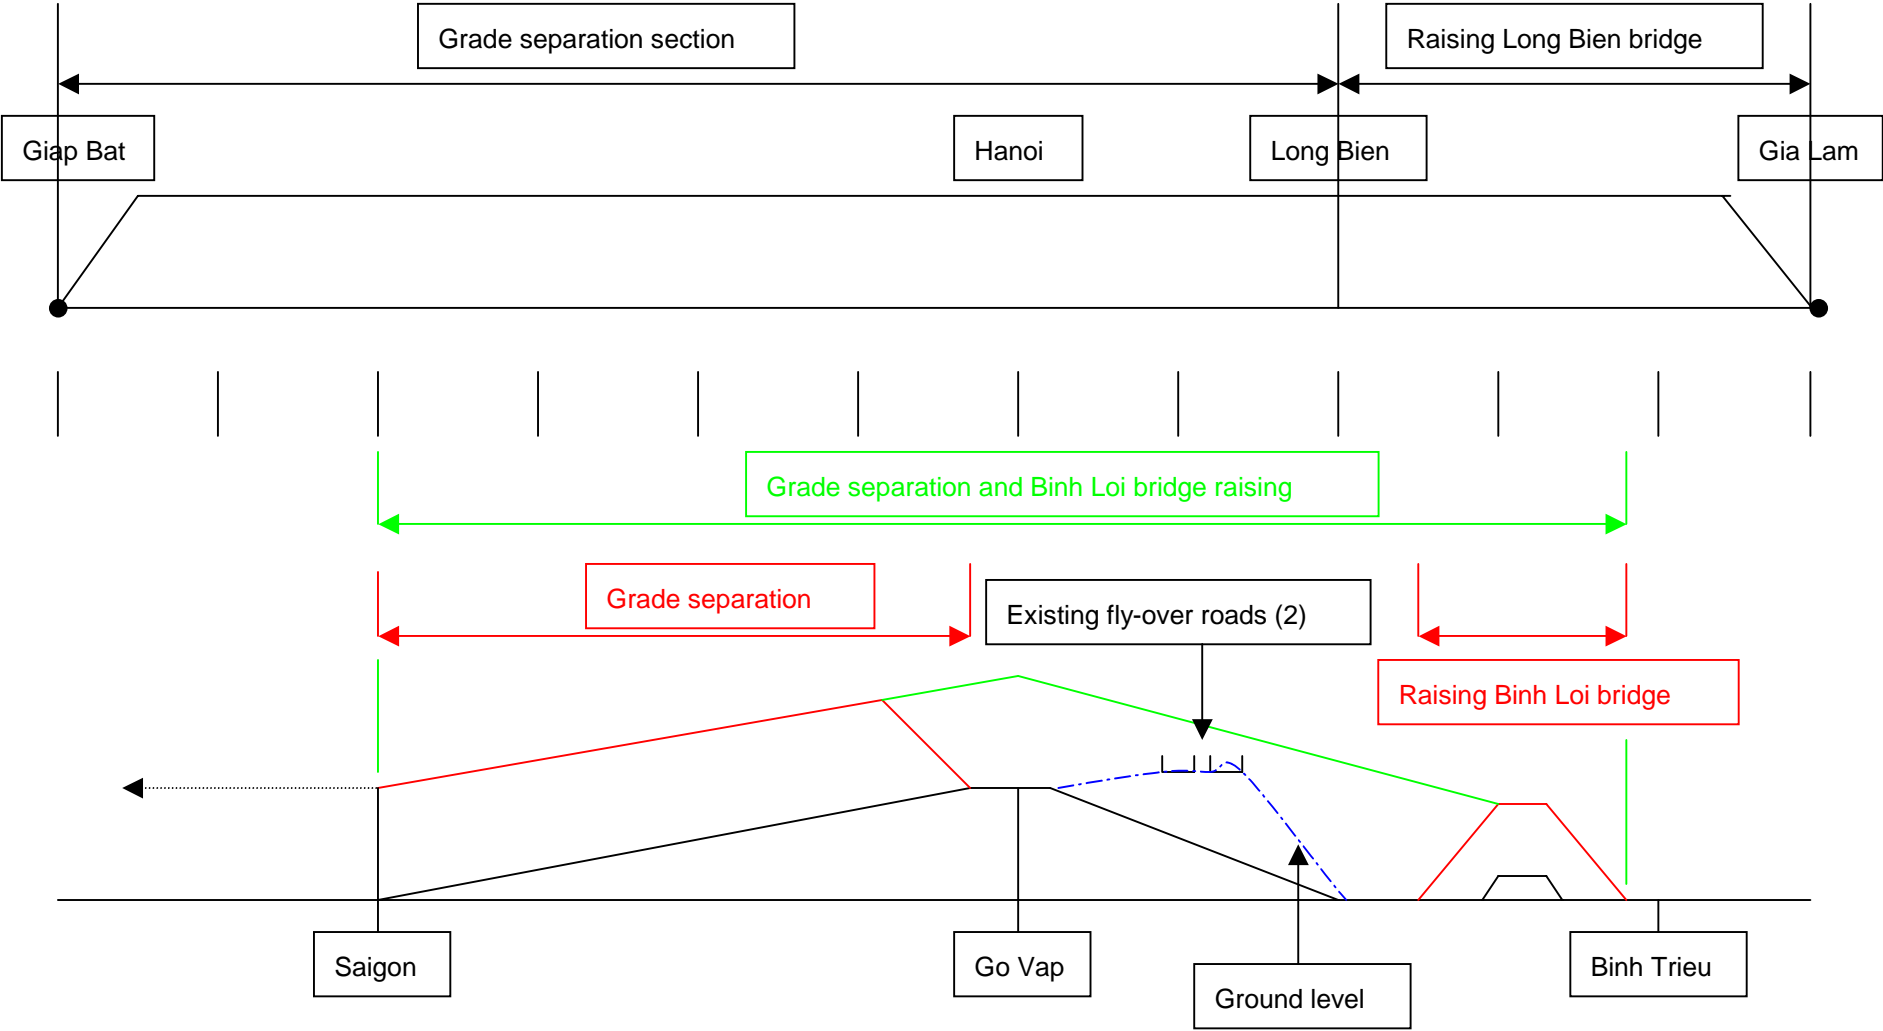 Grade separation section
Raising Long Bien bridge
Giap Bat
Hanoi
Long Bien
Gia Lam
Grade separation and Binh Loi bridge raising
Grade separation
Existing fly-over roads (2)
Raising Binh Loi bridge
Saigon
Go Vap
Binh Trieu
Ground level